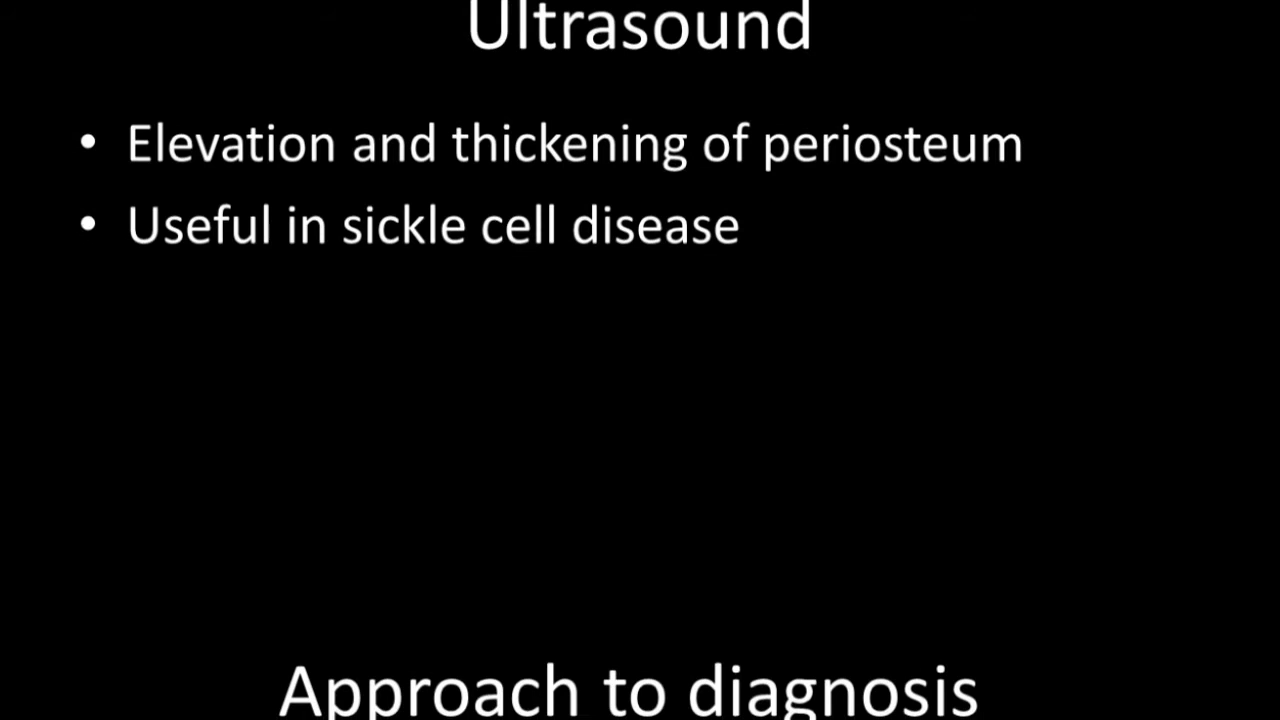 Ultrasound
• Elevation and thickening of periosteum
• Useful in sickle cell disease
Approach to diagnosis